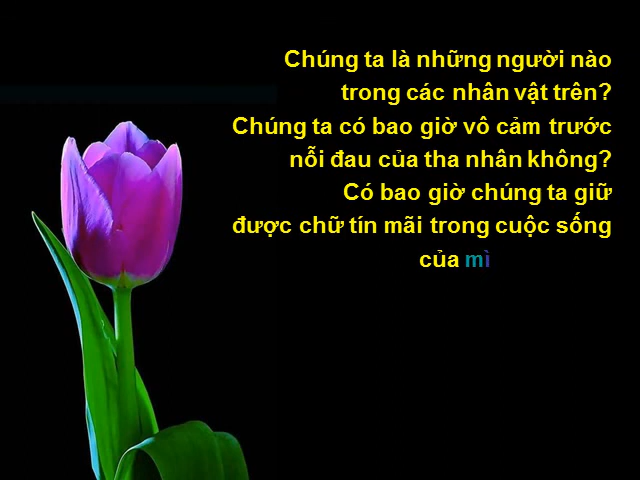 Chúng ta là những người nào
trong các nhân vật trên?
Chúng ta có bao giờ vô cảm trước
nỗi đau của tha nhân không?
Có bao giờ chúng ta giữ
được chữ tín mãi trong cuộc sống
của mì